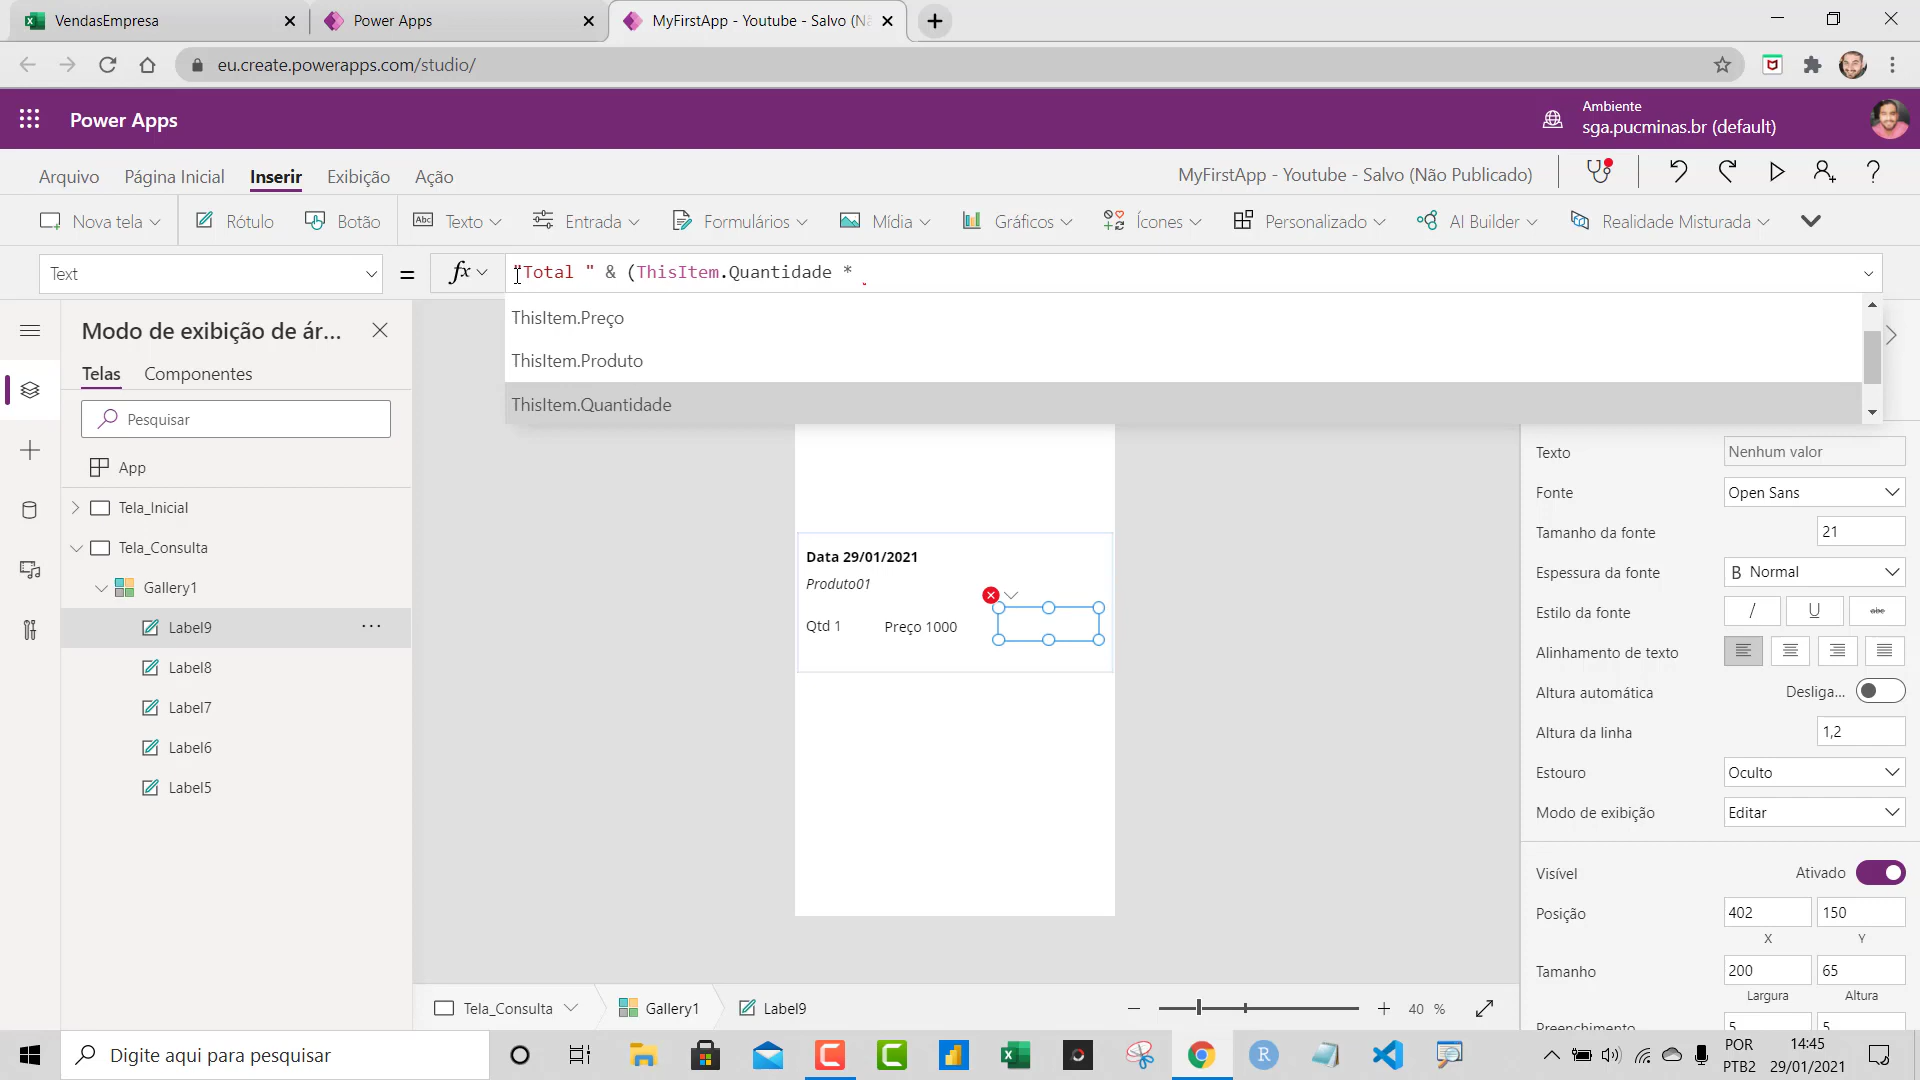 VendasEmpresa
Power Apps
MyFirstApp - Youtube - Salvo (Nã
eu.create.powerapps.com/studio/
Power Apps
Ambiente
sga.pucminas.br (default)
Arquivo
Página Inicial
Inserir
Exibição
Ação
MyFirstApp - Youtube - Salvo (Não Publicado)
Nova tela
Rótulo
Botão
Abc Texto
Entrada
Formulários
Mídia
Gráficos
Ícones
Personalizado
AI Builder
Realidade Misturada
Text
=
fx
"Total " & (ThisItem.Quantidade *
ThisItem.Preço
ThisItem.Produto
ThisItem.Quantidade
Modo de exibição de ár...
Telas
Componentes
Pesquisar
App
Tela_Inicial
Tela_Consulta
Gallery1
Label9
Label8
Label7
Label6
Label5
Data 29/01/2021
Produto01
Qtd 1
Preço 1000
Texto
Nenhum valor
Fonte
Open Sans
Tamanho da fonte
21
Espessura da fonte
B Normal
Estilo da fonte
/ U abc
Alinhamento de texto
Altura automática
Desliga...
Altura da linha
1,2
Estouro
Oculto
Modo de exibição
Editar
Visível
Ativado
Posição
402
150
X
Y
Tamanho
200
65
Largura
Altura
Preenchimento
5
5
Tela_Consulta
Gallery1
Label9
40 %
Digite aqui para pesquisar
POR
PTB2
14:45
29/01/2021